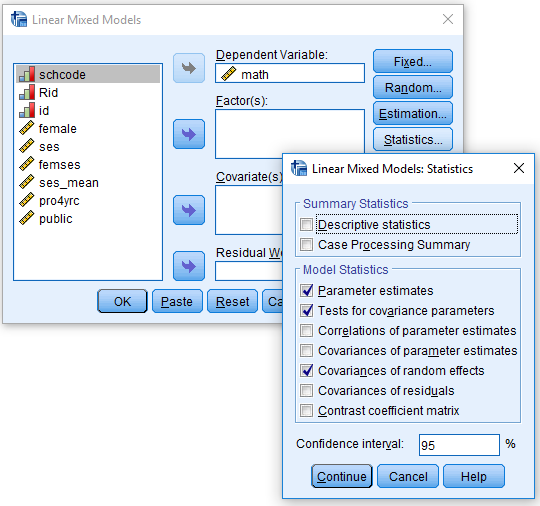 Linear Mixed Models
Dependent Variable:
math
schcode
Rid
id
female
ses
femses
ses_mean
pro4yrc
public
Factor(s):
Covariate(s)
Residual We
Fixed...
Random...
Estimation...
Statistics...
OK
Paste
Reset
Ca
Linear Mixed Models: Statistics
Summary Statistics
Descriptive statistics
Case Processing Summary
Model Statistics
Parameter estimates
Tests for covariance parameters
Correlations of parameter estimates
Covariances of parameter estimates
Covariances of random effects
Covariances of residuals
Contrast coefficient matrix
Confidence interval: 95 %
Continue
Cancel
Help